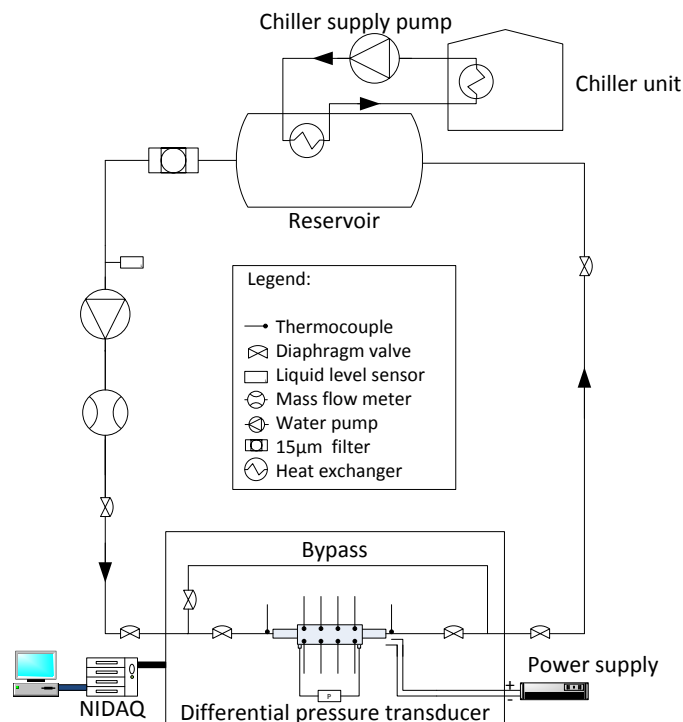 Chiller supply pump
Chiller unit
Reservoir
Legend:
Thermocouple
Diaphragm valve
Liquid level sensor
Mass flow meter
Water pump
15µm filter
Heat exchanger
Bypass
P
+
-
Power supply
NIDAQ
Differential pressure transducer